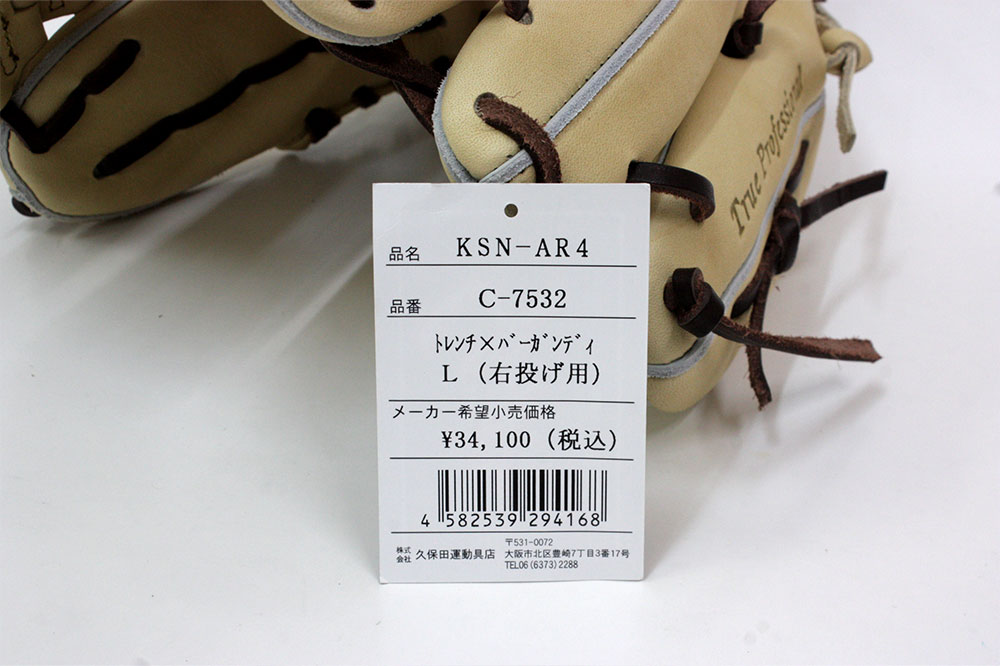 True Professional
品名 KSN-AR4
品番 C-7532
ﾄﾚﾝﾁ×ﾊﾞｰｶﾞﾝﾃﾞｨ
L (右投げ用)
メーカー希望小売価格
¥34,100 (税込)
4 582539 294168
株式会社 久保田運動具店
〒531-0072
大阪市北区豊崎7丁目3番17号
TEL06(6373)2288